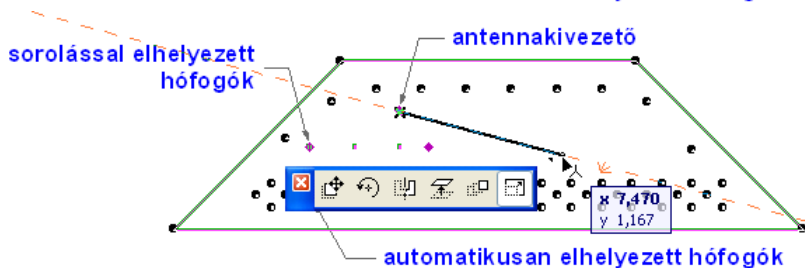 antennakivezető
sorolással elhelyezett
hófogók
x 7,470
y 1,167
automatikusan elhelyezett hófogók